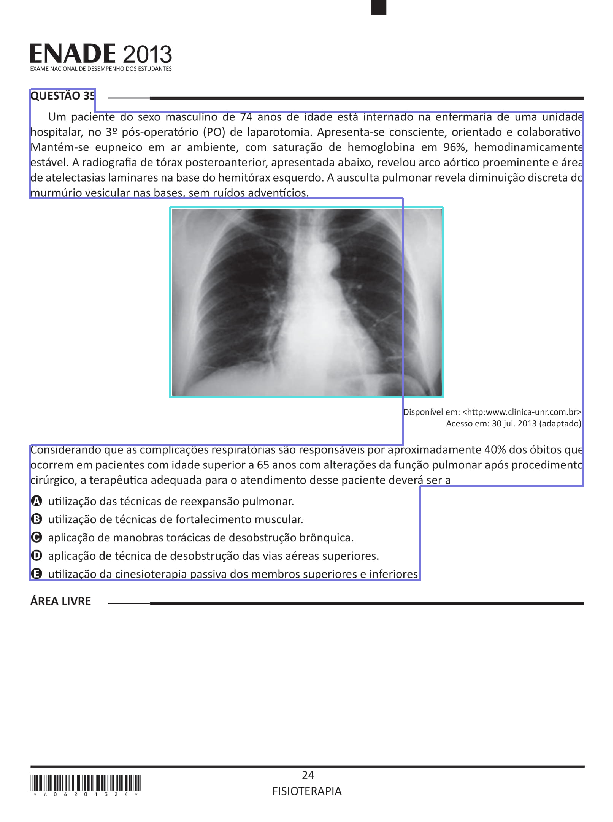 ENADE 2013
EXAME NACIONAL DE DESEMPENHO DOS ESTUDANTES
QUESTÃO 35
Um paciente do sexo masculino de 74 anos de idade está internado na enfermaria de uma unidade
hospitalar, no 3º pós-operatório (PO) de laparotomia. Apresenta-se consciente, orientado e colaborativo.
Mantém-se eupneico em ar ambiente, com saturação de hemoglobina em 96%, hemodinamicamente
estável. A radiografia de tórax posteroanterior, apresentada abaixo, revelou arco aórtico proeminente e área
de atelectasias laminares na base do hemitórax esquerdo. A ausculta pulmonar revela diminuição discreta do
murmúrio vesicular nas bases, sem ruídos adventícios.
Disponível em: <http:www.clinica-unr.com.br>
Acesso em: 30 jul. 2013 (adaptado)
Considerando que as complicações respiratórias são responsáveis por aproximadamente 40% dos óbitos que
ocorrem em pacientes com idade superior a 65 anos com alterações da função pulmonar após procedimento
cirúrgico, a terapêutica adequada para o atendimento desse paciente deverá ser a
A utilização das técnicas de reexpansão pulmonar.
B utilização de técnicas de fortalecimento muscular.
C aplicação de manobras torácicas de desobstrução brônquica.
D aplicação de técnica de desobstrução das vias aéreas superiores.
E utilização da cinesioterapia passiva dos membros superiores e inferiores
ÁREA LIVRE
24
FISIOTERAPIA